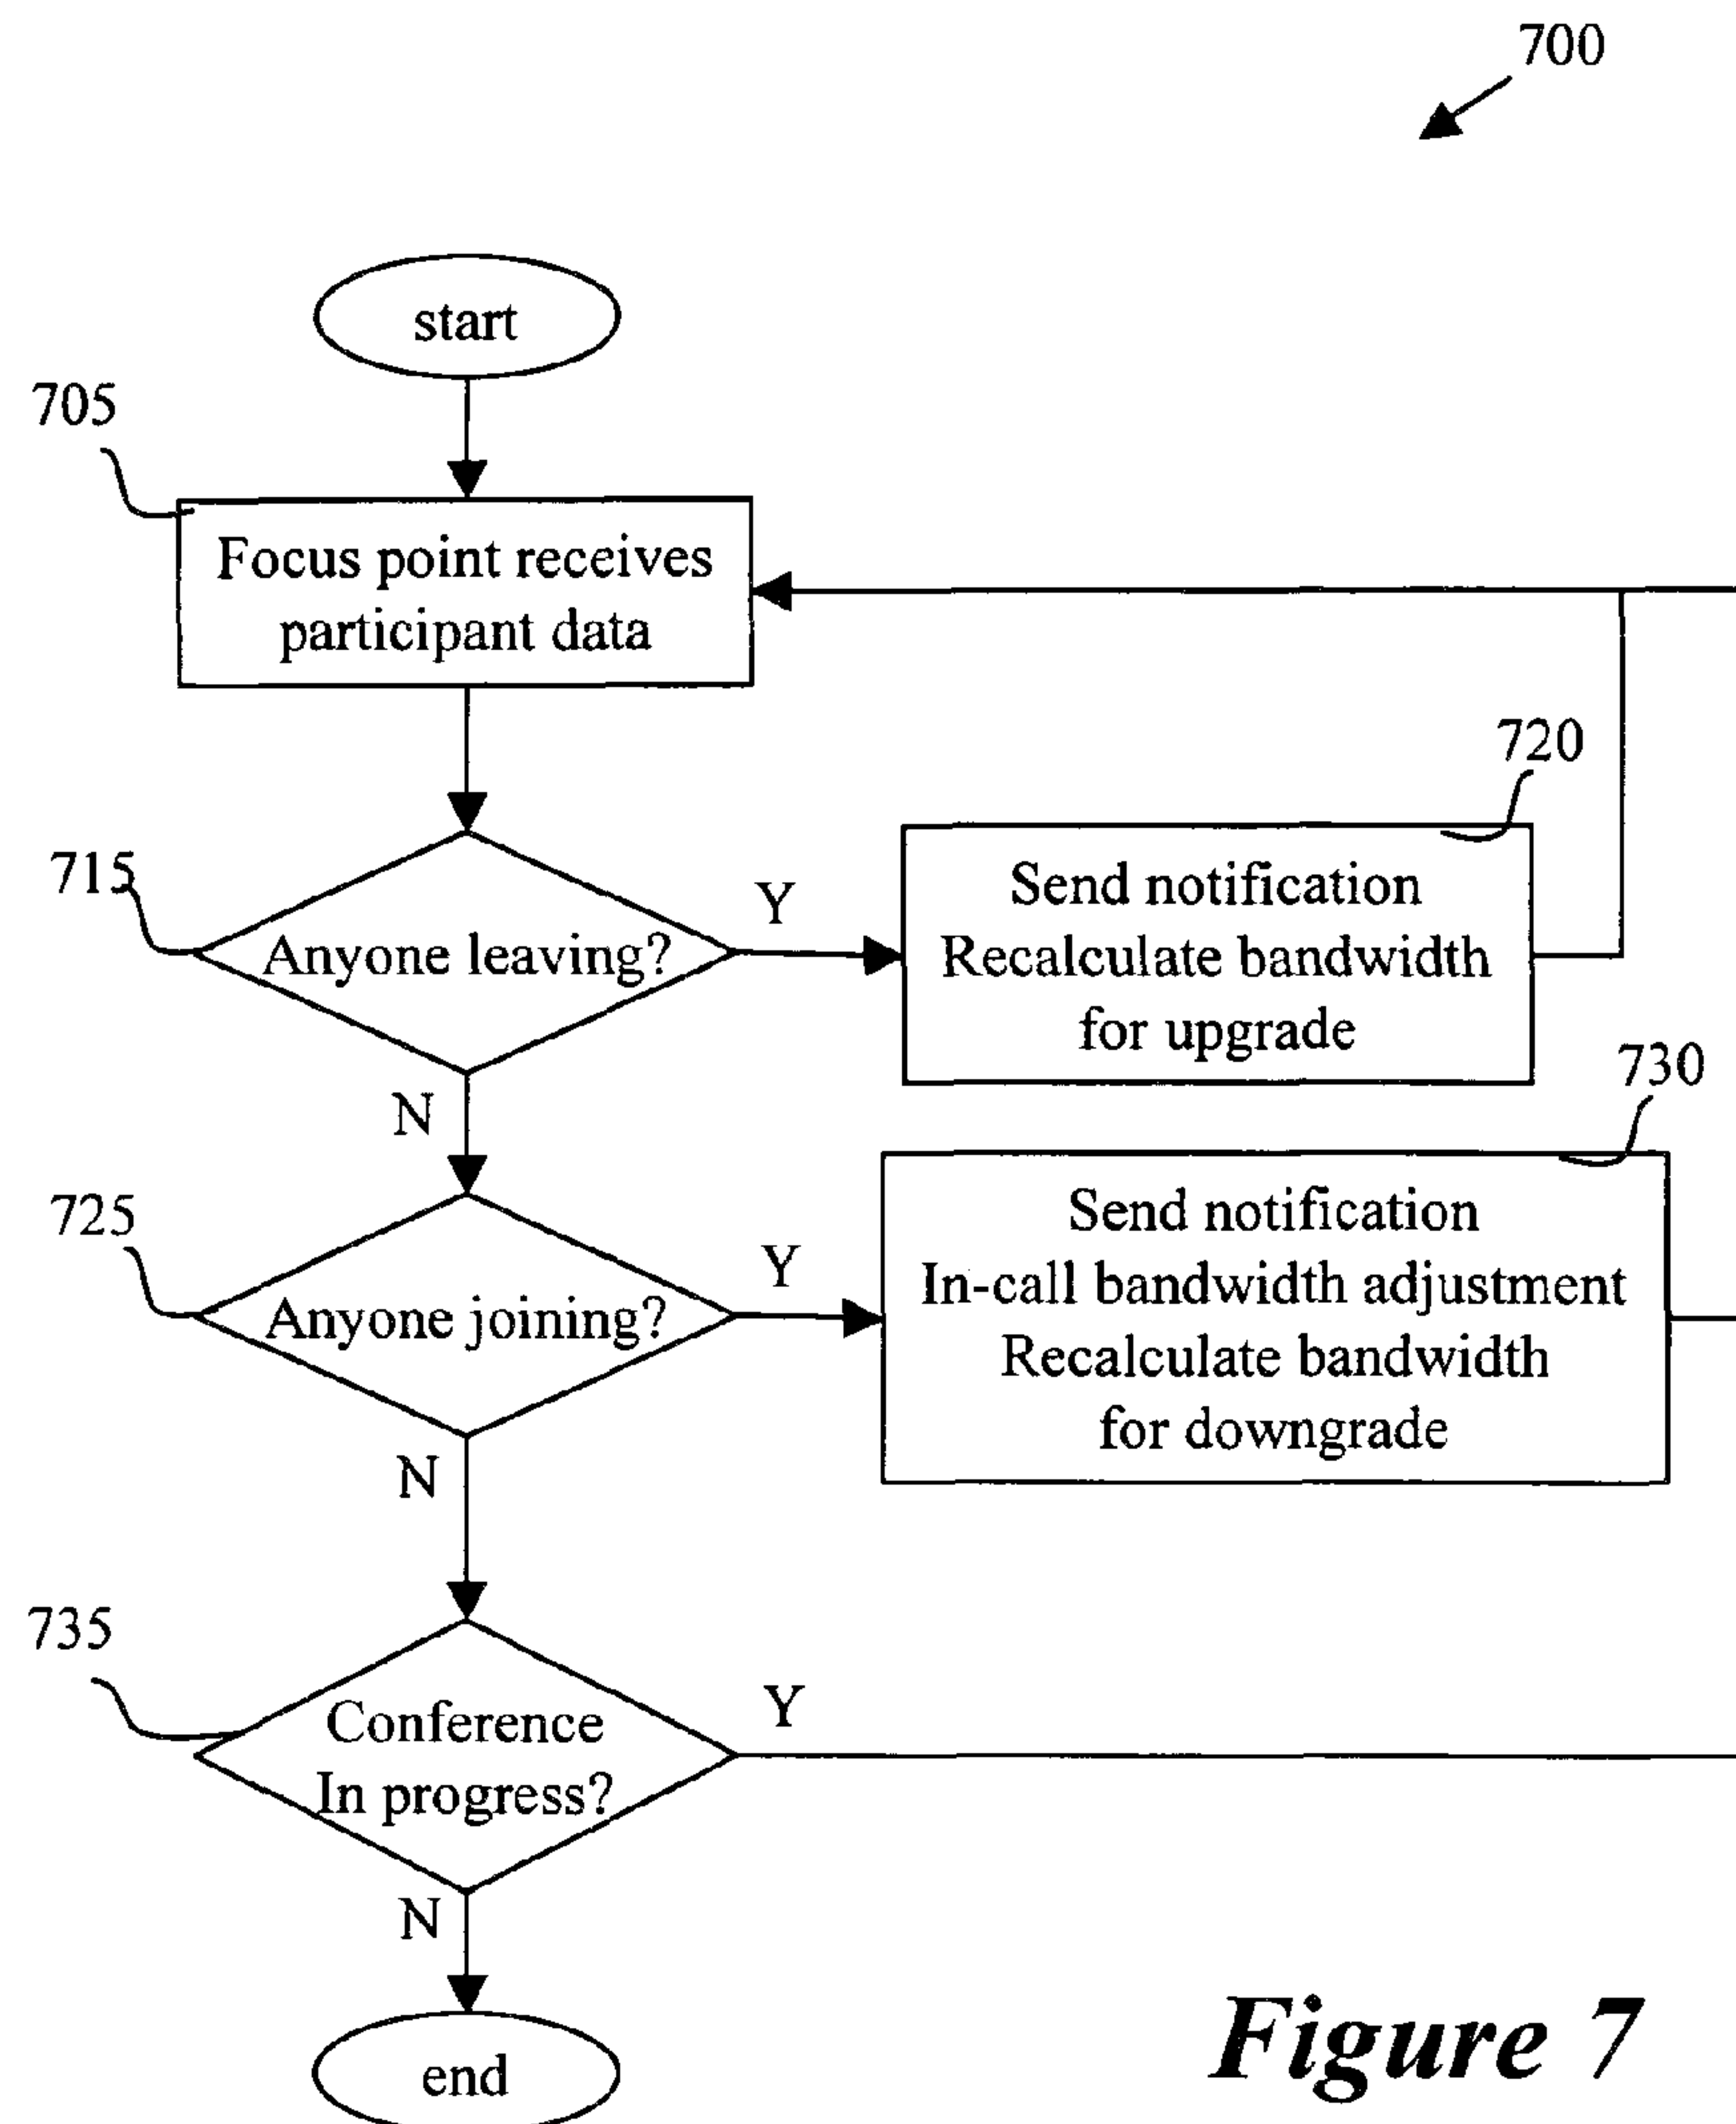 700
start
705
Focus point receives
participant data
720
715
Anyone leaving?
Y
Send notification
Recalculate bandwidth
for upgrade
N
730
725
Anyone joining?
Y
Send notification
In-call bandwidth adjustment
Recalculate bandwidth
for downgrade
N
735
Conference
In progress?
Y
N
end
Figure 7